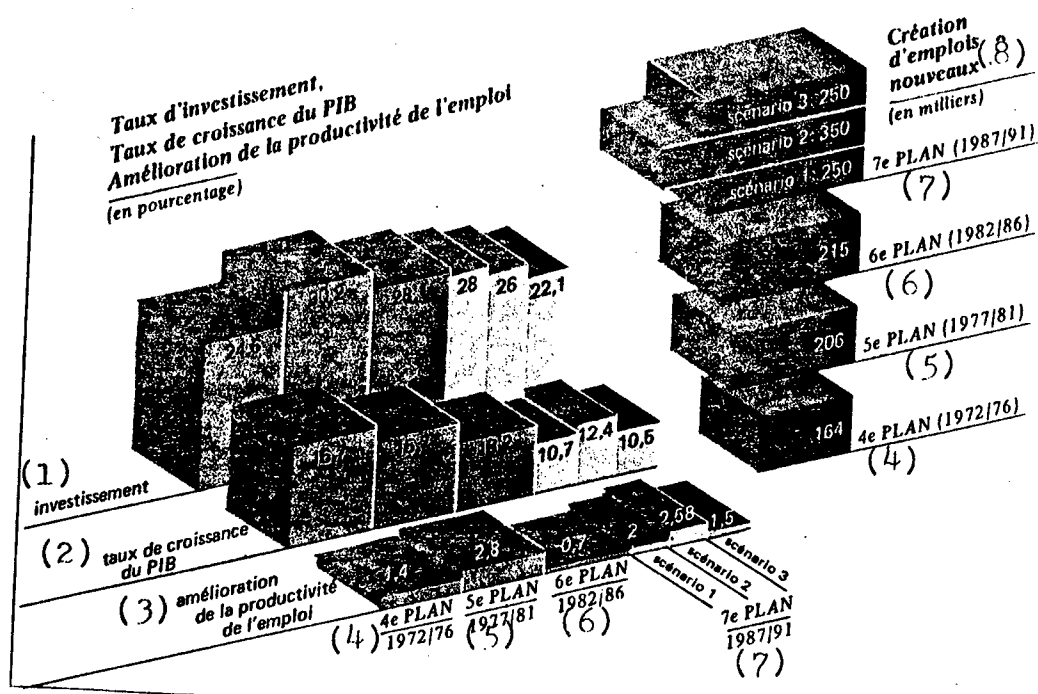 Taux d'investissement,
Taux de croissance du PIB
Amélioration de la productivité de l'emploi
(en pourcentage)
Création
d'emplois
nouveaux (8)
(en milliers)
scénario 3 : 250
scénario 2 : 350
scénario 1 : 250
7e PLAN (1987/91)
(7)
215
6e PLAN (1982/86)
(6)
206
5e PLAN (1977/81)
(5)
164
4e PLAN (1972/76)
(4)
28
26
22,1
(1)
investissement
15
10,7
12,4
10,6
(2) taux de croissance
du PIB
1,4
2,8
0,7
2
2,58
1,5
(3) amélioration
de la productivité
de l'emploi
(4) 4e PLAN
1972/76
5e PLAN
1977/81
(5)
6e PLAN
1982/86
(6)
scénario 1
scénario 2
scénario 3
7e PLAN
1987/91
(7)